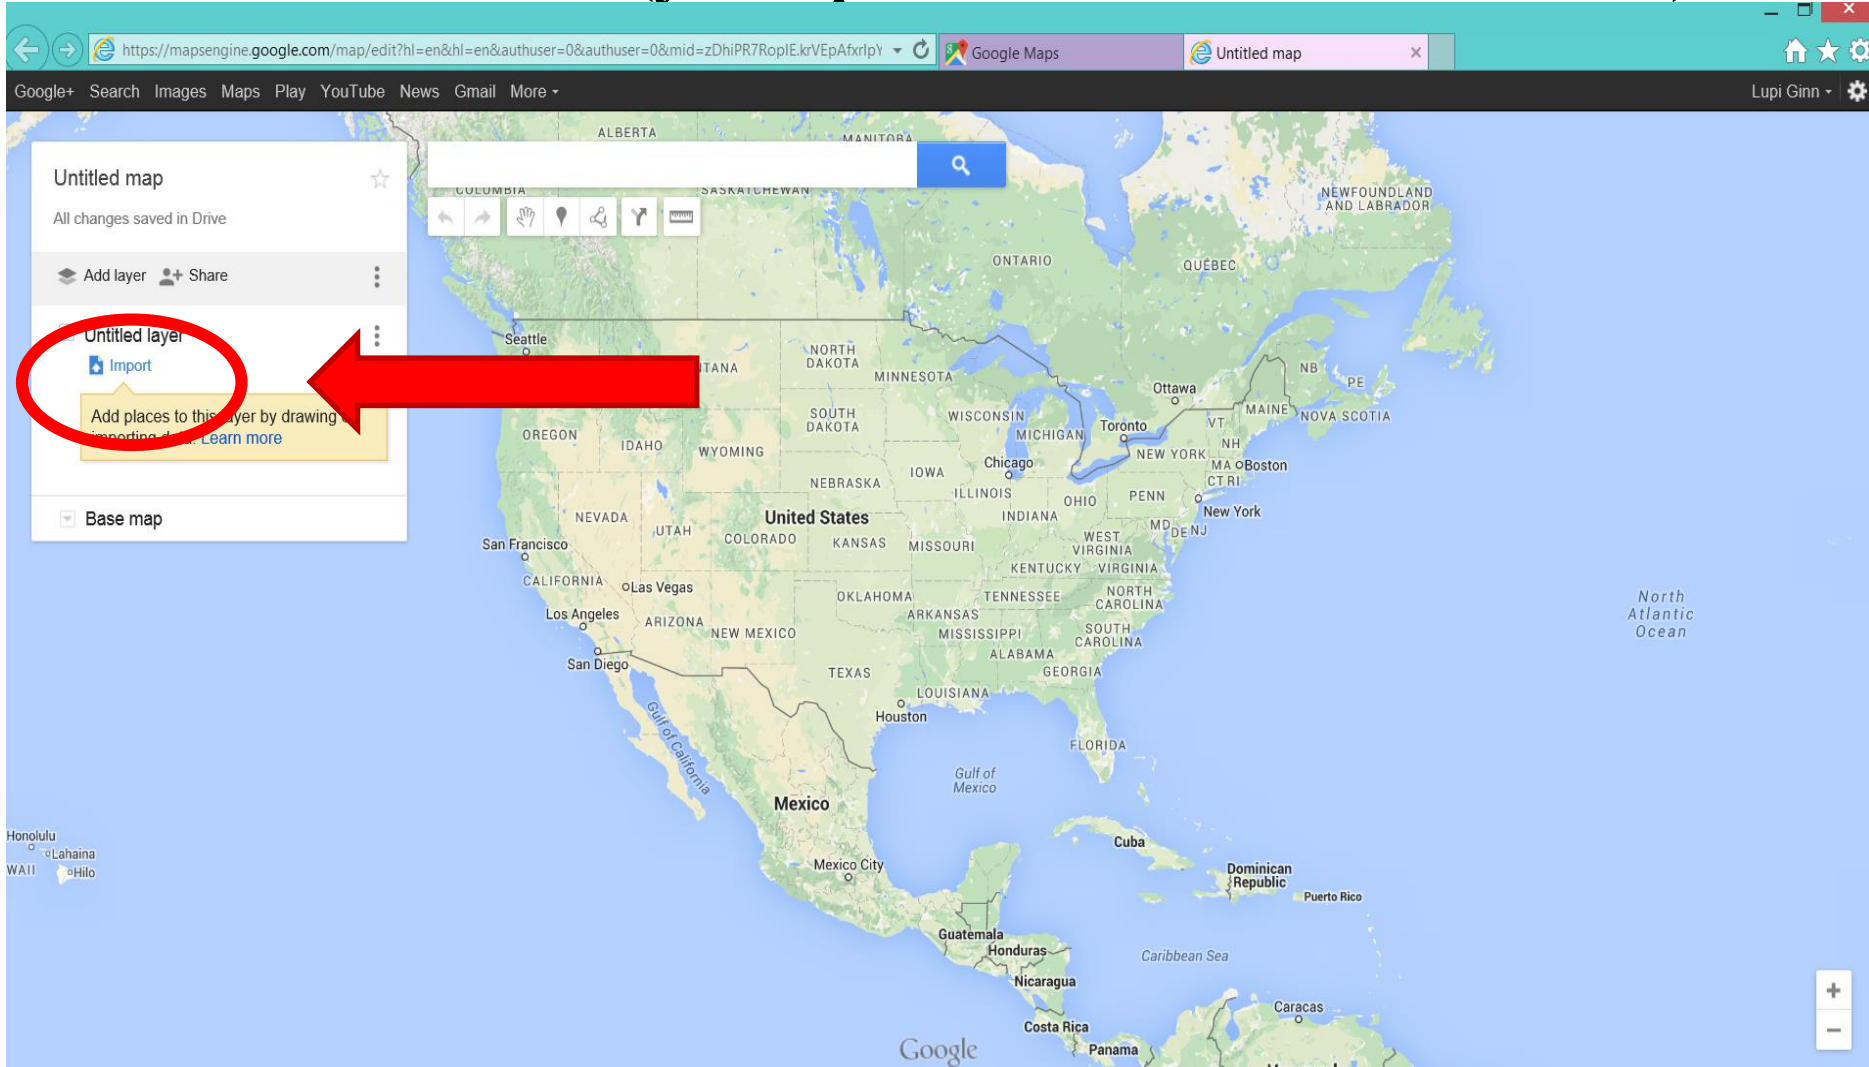 https://mapsengine.google.com/map/edit?hl=en&hl=en&authuser=0&authuser=0&mid=zDhiPR7RopIE.krVEpAfxrIpY
Google Maps
Untitled map
Google+ Search Images Maps Play YouTube News Gmail More
Lupi Ginn
Untitled map
All changes saved in Drive
Add layer Share
Untitled layer
Import
Add places to this layer by drawing
importing data. Learn more
Base map
ALBERTA
MANITOBA
COLUMBIA
SASKATCHEWAN
NEWFOUNDLAND
AND LABRADOR
ONTARIO
QUEBEC
Seattle
NORTH
DAKOTA
TANA
MINNESOTA
NB
PE
Ottawa
SOUTH
DAKOTA
WISCONSIN
MICHIGAN
Toronto
VT
MAINE
NOVA SCOTIA
OREGON
IDAHO
WYOMING
NH
NEW YORK
MA Boston
CT RI
Chicago
IOWA
NEBRASKA
ILLINOIS
OHIO
PENN
New York
NEVADA
UTAH
United States
INDIANA
MD
DE NJ
San Francisco
COLORADO
KANSAS
MISSOURI
WEST
VIRGINIA
KENTUCKY
VIRGINIA
CALIFORNIA
Las Vegas
OKLAHOMA
TENNESSEE
NORTH
CAROLINA
Los Angeles
ARIZONA
NEW MEXICO
ARKANSAS
MISSISSIPPI
SOUTH
CAROLINA
North
Atlantic
Ocean
San Diego
TEXAS
ALABAMA
GEORGIA
LOUISIANA
Houston
Gulf of California
FLORIDA
Gulf of
Mexico
Mexico
Honolulu
Lahaina
WAII
Hilo
Cuba
Mexico City
Dominican
Republic
Puerto Rico
Guatemala
Honduras
Caribbean Sea
Nicaragua
Caracas
Costa Rica
Panama
Google